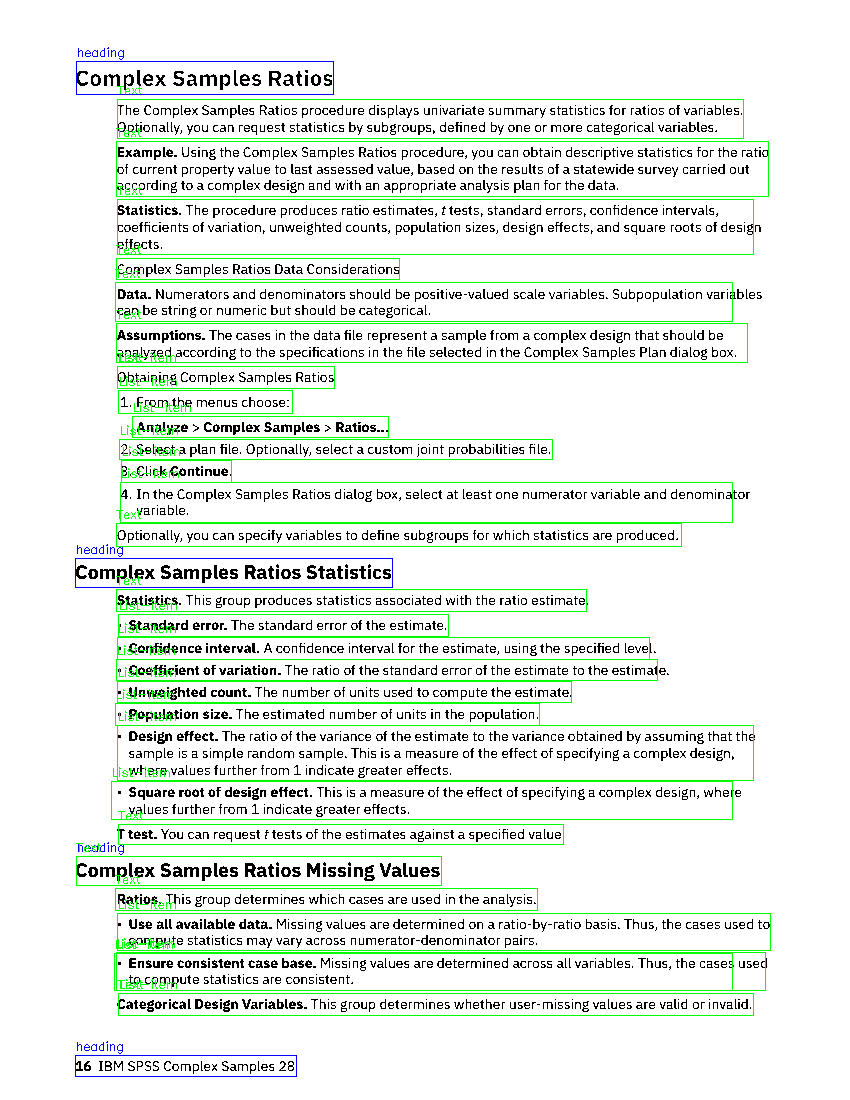 heading
Complex Samples Ratios
Text
The Complex Samples Ratios procedure displays univariate summary statistics for ratios of variables.
Optionally, you can request statistics by subgroups, defined by one or more categorical variables.
Text
Example. Using the Complex Samples Ratios procedure, you can obtain descriptive statistics for the ratio
of current property value to last assessed value, based on the results of a statewide survey carried out
according to a complex design and with an appropriate analysis plan for the data.
Text
Statistics. The procedure produces ratio estimates, t tests, standard errors, confidence intervals,
coefficients of variation, unweighted counts, population sizes, design effects, and square roots of design
effects.
Text
Complex Samples Ratios Data Considerations
Text
Data. Numerators and denominators should be positive-valued scale variables. Subpopulation variables
can be string or numeric but should be categorical.
Text
Assumptions. The cases in the data file represent a sample from a complex design that should be
analyzed according to the specifications in the file selected in the Complex Samples Plan dialog box.
List-Item
Obtaining Complex Samples Ratios
List-Item
1. From the menus choose:
List-Item
Analyze > Complex Samples > Ratios...
List-Item
2. Select a plan file. Optionally, select a custom joint probabilities file.
List-Item
3. Click Continue.
List-Item
4. In the Complex Samples Ratios dialog box, select at least one numerator variable and denominator
variable.
Text
Optionally, you can specify variables to define subgroups for which statistics are produced.
heading
Complex Samples Ratios Statistics
Text
Statistics. This group produces statistics associated with the ratio estimate.
List-Item
• Standard error. The standard error of the estimate.
List-Item
• Confidence interval. A confidence interval for the estimate, using the specified level.
List-Item
• Coefficient of variation. The ratio of the standard error of the estimate to the estimate.
List-Item
• Unweighted count. The number of units used to compute the estimate.
List-Item
• Population size. The estimated number of units in the population.
List-Item
• Design effect. The ratio of the variance of the estimate to the variance obtained by assuming that the
sample is a simple random sample. This is a measure of the effect of specifying a complex design,
where values further from 1 indicate greater effects.
List-Item
• Square root of design effect. This is a measure of the effect of specifying a complex design, where
values further from 1 indicate greater effects.
Text
T test. You can request t tests of the estimates against a specified value
heading
Complex Samples Ratios Missing Values
Text
Ratios. This group determines which cases are used in the analysis.
List-Item
• Use all available data. Missing values are determined on a ratio-by-ratio basis. Thus, the cases used to
compute statistics may vary across numerator-denominator pairs.
List-Item
• Ensure consistent case base. Missing values are determined across all variables. Thus, the cases used
to compute statistics are consistent.
List-Item
Categorical Design Variables. This group determines whether user-missing values are valid or invalid.
heading
16 IBM SPSS Complex Samples 28